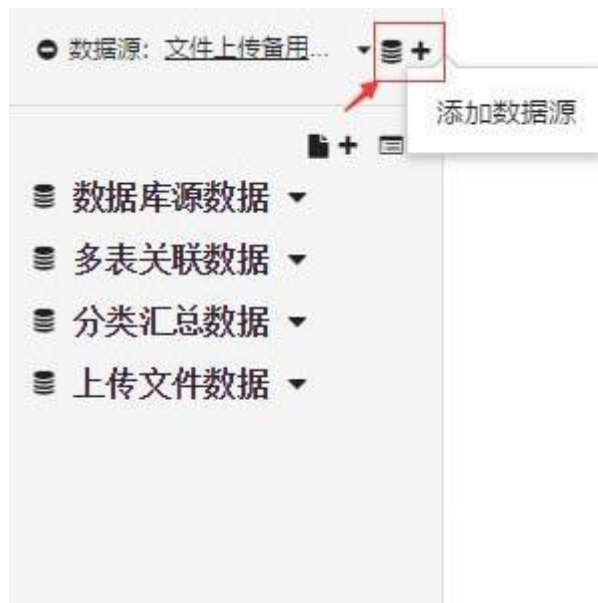 数据源: 文件上传备用...
添加数据源
数据库源数据
多表关联数据
分类汇总数据
上传文件数据